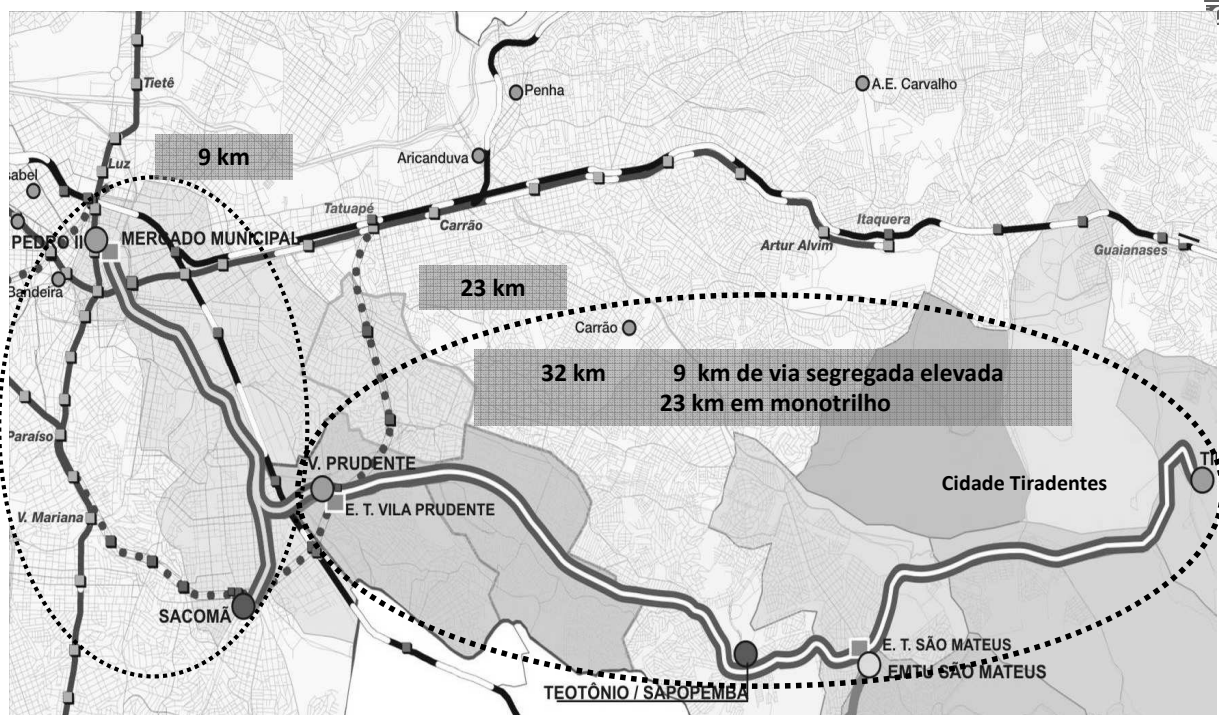 Tietê
Penha
A.E. Carvalho
9 km
Luz
Aricanduva
sabel
Tatuapé
Carrão
Itaquera
PEDRO II
MERCADO MUNICIPAL
Artur Alvim
Guaianases
Bandeira
23 km
Carrão
32 km 9 km de via segregada elevada
23 km em monotrilho
Paraíso
V. PRUDENTE
TI
Cidade Tiradentes
E. T. VILA PRUDENTE
V. Mariana
SACOMÃ
E. T. SÃO MATEUS
EMTU SÃO MATEUS
TEOTÔNIO / SAPOPEMBA